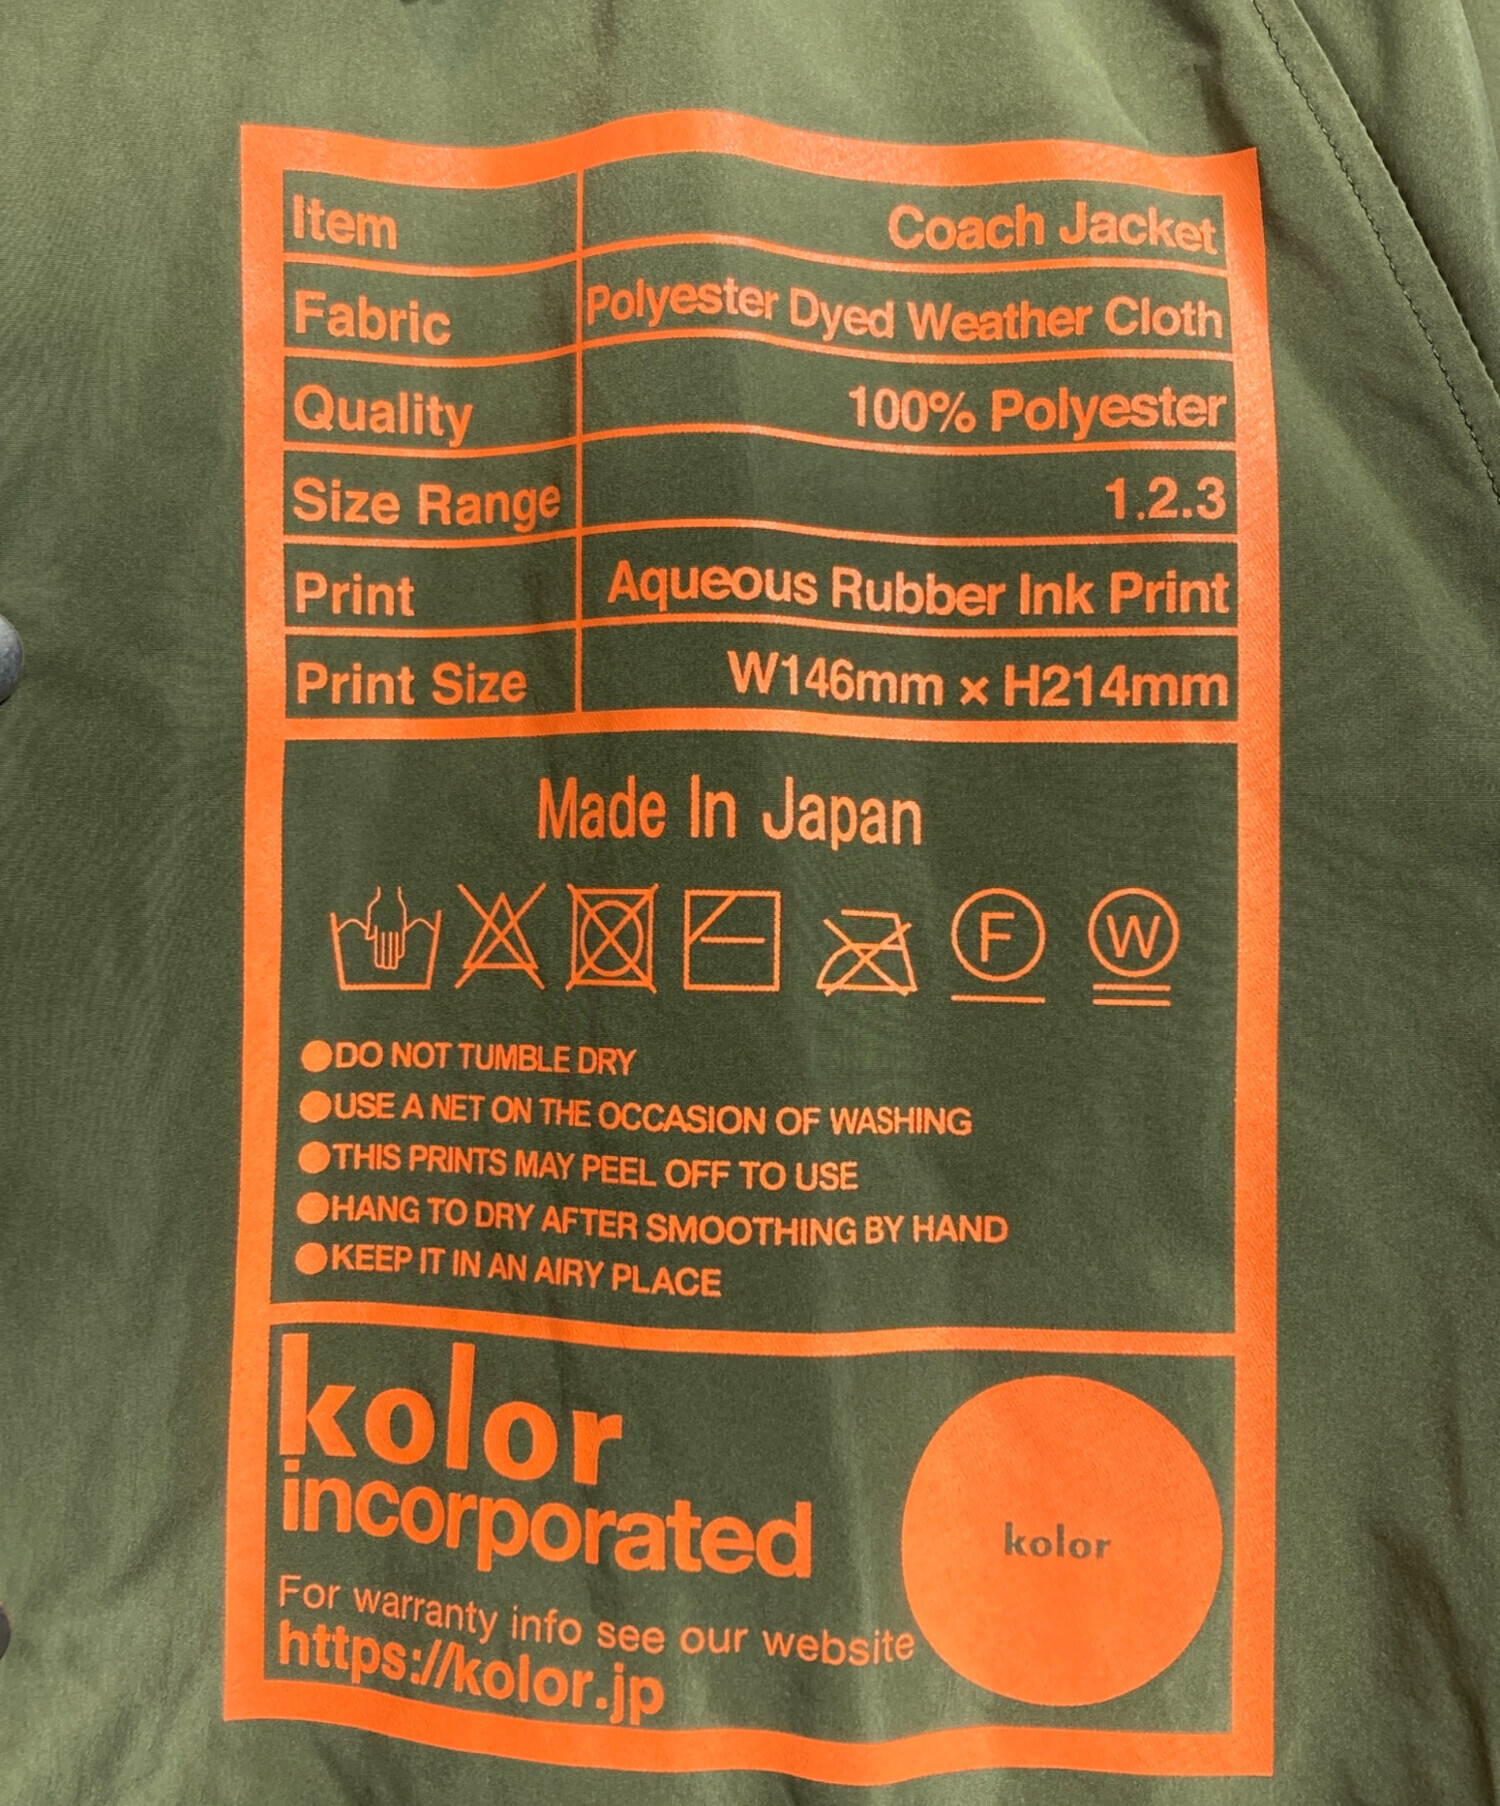 Item Coach Jacket
Fabric Polyester Dyed Weather Cloth
Quality 100% Polyester
Size Range 1.2.3
Print Aqueous Rubber Ink Print
Print Size W146mm × H214mm
Made In Japan
F W
●DO NOT TUMBLE DRY
●USE A NET ON THE OCCASION OF WASHING
●THIS PRINTS MAY PEEL OFF TO USE
●HANG TO DRY AFTER SMOOTHING BY HAND
●KEEP IT IN AN AIRY PLACE
kolor
incorporated
kolor
For warranty info see our website
https://kolor.jp